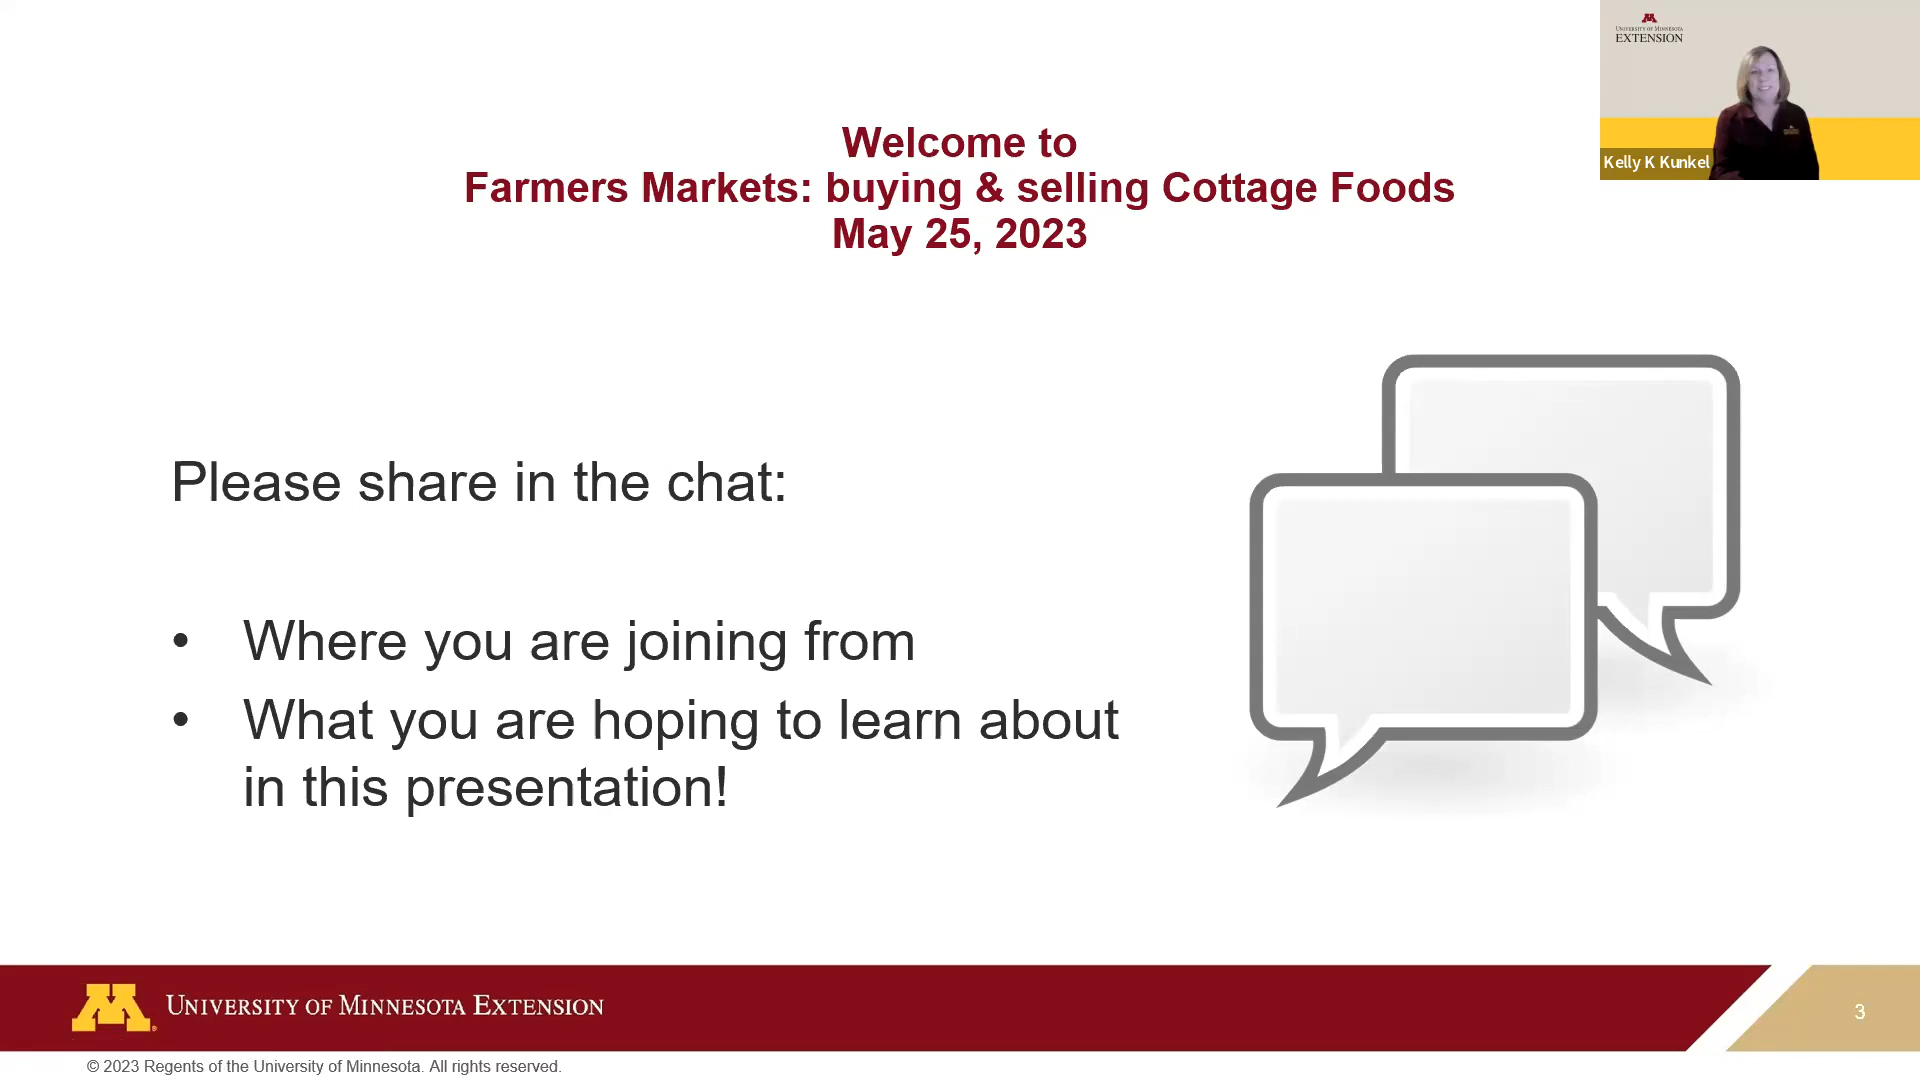 UNIVERSITY OF MINNESOTA
EXTENSION
Kelly K Kunkel
Welcome to
Farmers Markets: buying & selling Cottage Foods
May 25, 2023
Please share in the chat:
• Where you are joining from
• What you are hoping to learn about
in this presentation!
UNIVERSITY OF MINNESOTA EXTENSION
3
© 2023 Regents of the University of Minnesota. All rights reserved.